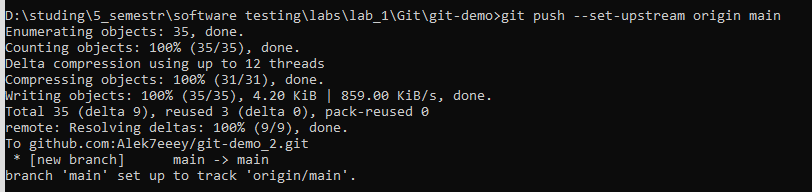 D:\studing\5_semestr\software testing\labs\lab_1\Git\git-demo>git push --set-upstream origin main
Enumerating objects: 35, done.
Counting objects: 100% (35/35), done.
Delta compression using up to 12 threads
Compressing objects: 100% (31/31), done.
Writing objects: 100% (35/35), 4.20 KiB | 859.00 KiB/s, done.
Total 35 (delta 9), reused 3 (delta 0), pack-reused 0
remote: Resolving deltas: 100% (9/9), done.
To github.com:Alek7eeey/git-demo_2.git
 * [new branch]      main -> main
branch 'main' set up to track 'origin/main'.